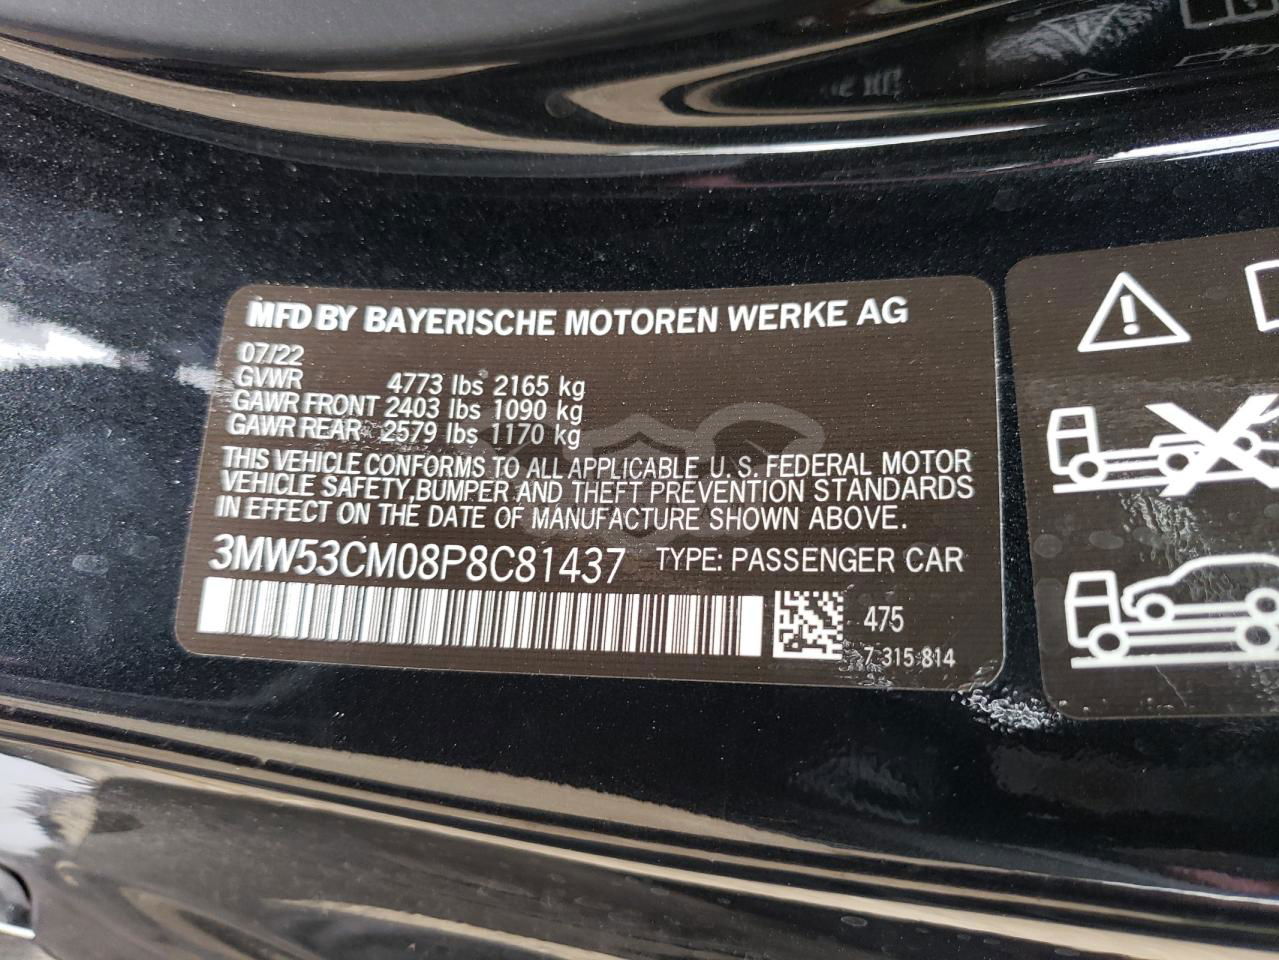 MFD BY BAYERISCHE MOTOREN WERKE AG
07/22
GVWR 4773 lbs 2165 kg
GAWR FRONT 2403 lbs 1090 kg
GAWR REAR 2579 lbs 1170 kg
THIS VEHICLE CONFORMS TO ALL APPLICABLE U.S. FEDERAL MOTOR
VEHICLE SAFETY,BUMPER AND THEFT PREVENTION STANDARDS
IN EFFECT ON THE DATE OF MANUFACTURE SHOWN ABOVE.
3MW53CM08P8C81437 TYPE: PASSENGER CAR
475
7 315 814